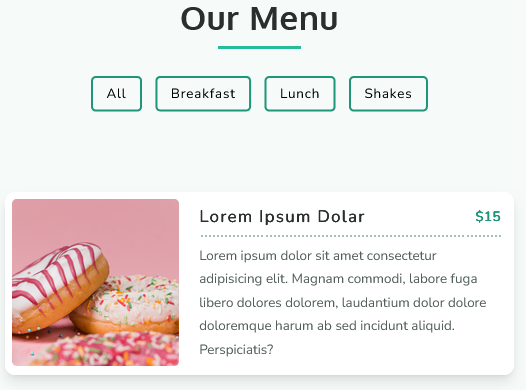 Our Menu
All Breakfast Lunch Shakes
Lorem Ipsum Dolar $15
Lorem ipsum dolor sit amet consectetur
adipisicing elit. Magnam commodi, labore fuga
libero dolores dolorem, laudantium dolor dolore
doloremque harum ab sed incidunt aliquid.
Perspiciatis?